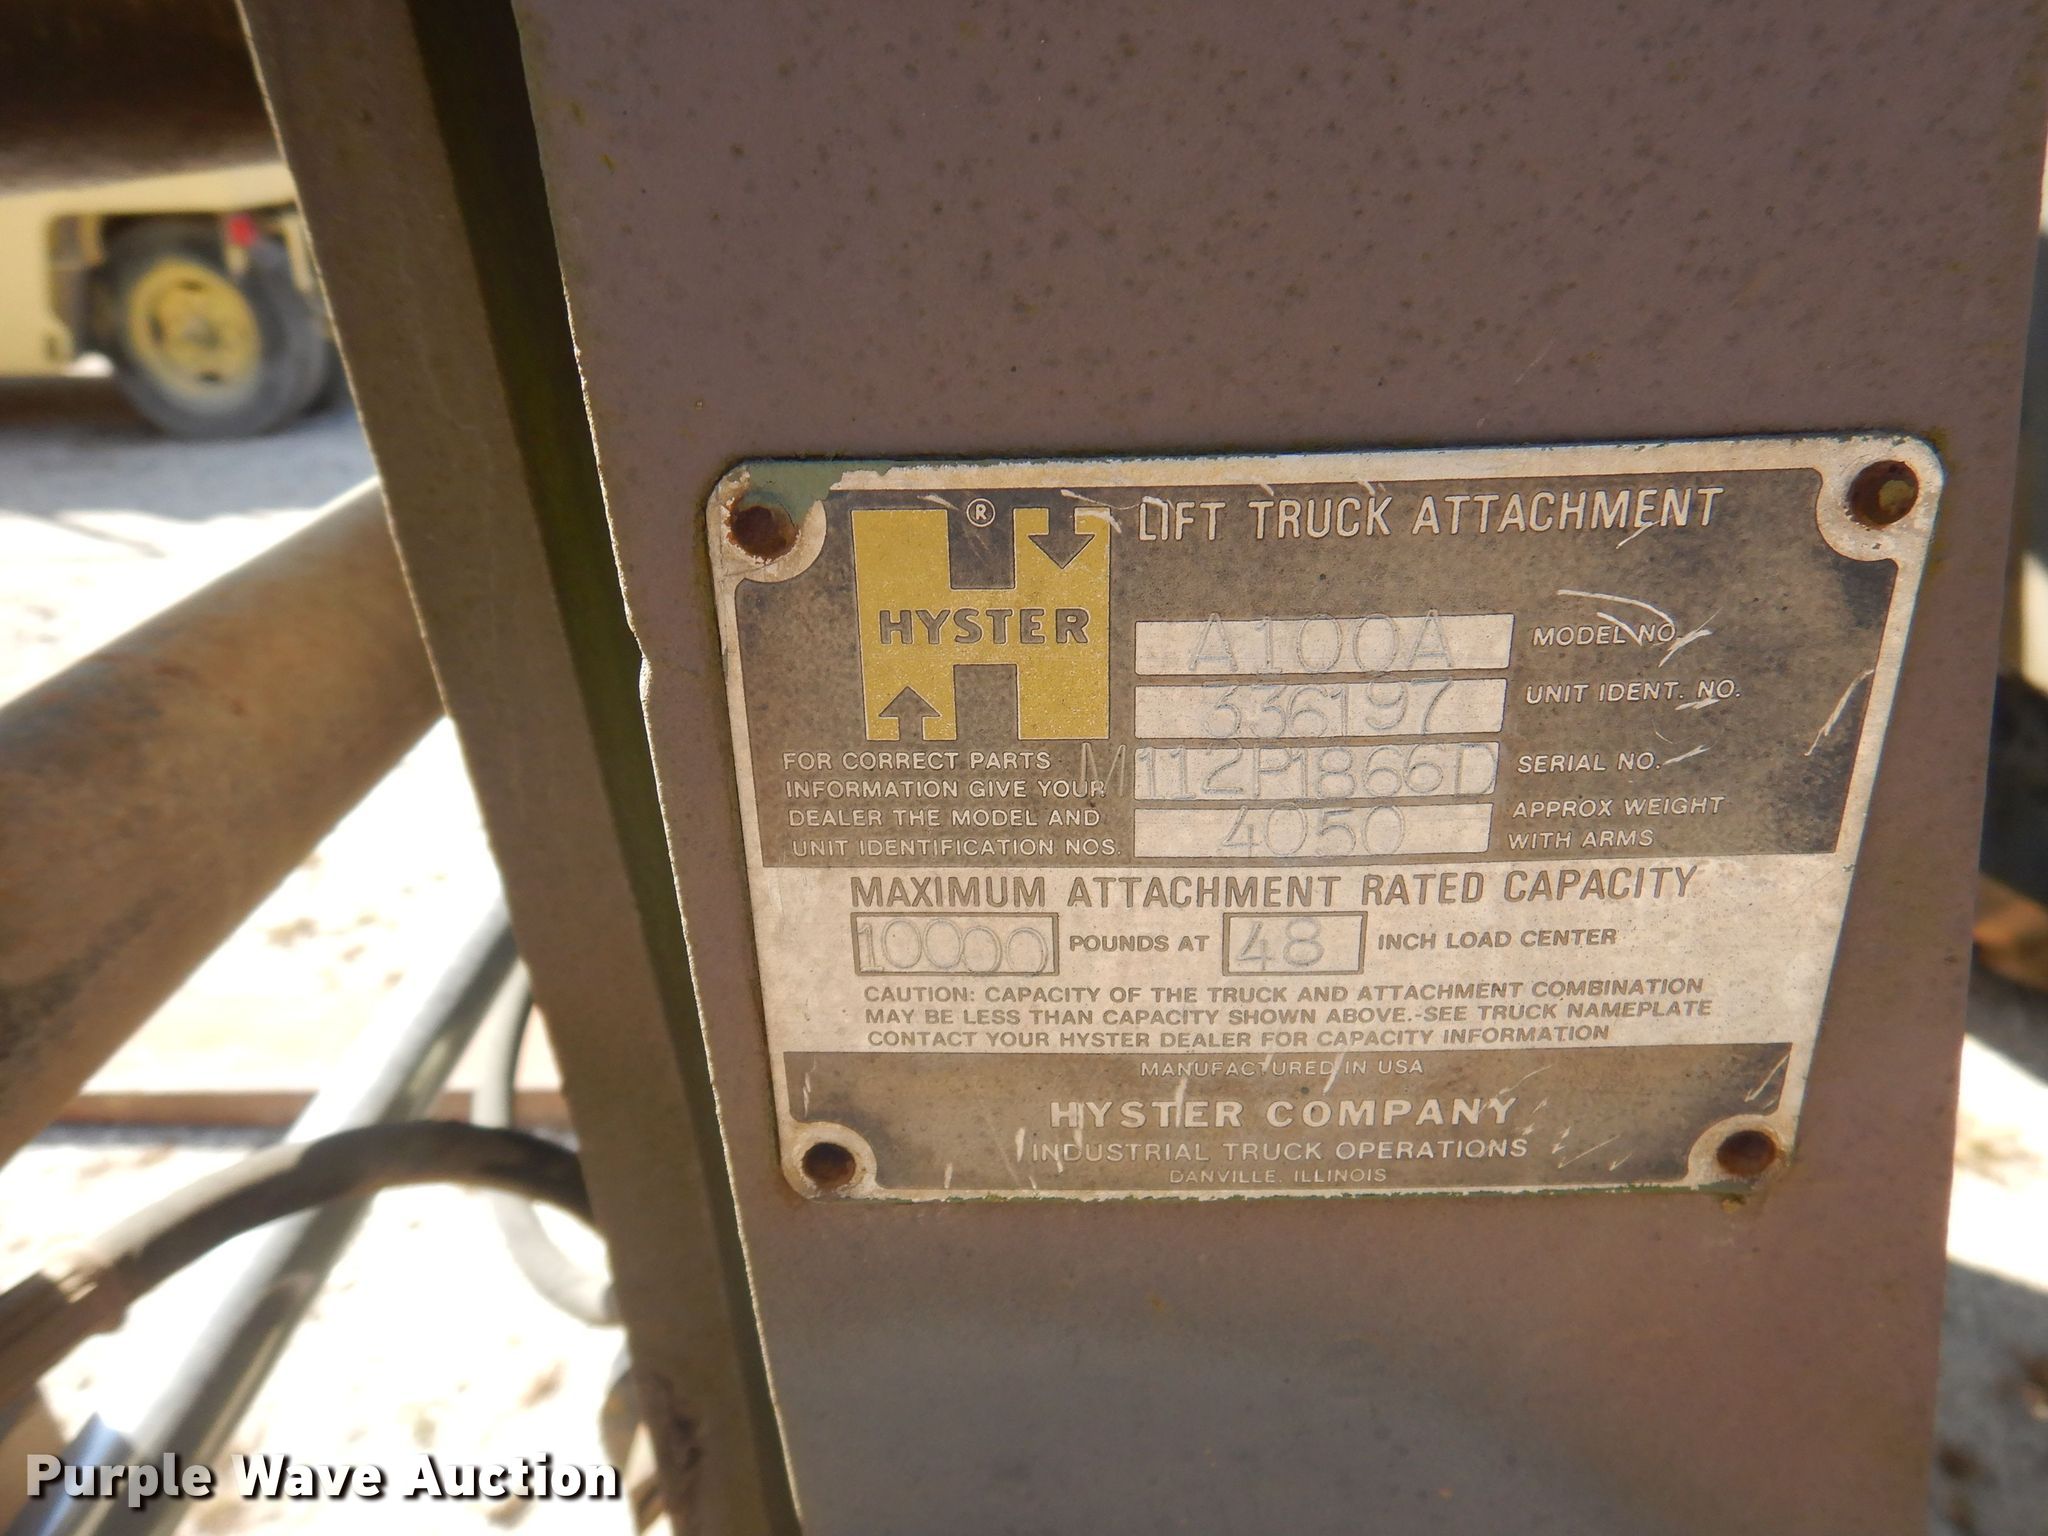 ® LIFT TRUCK ATTACHMENT
HYSTER
A100A MODEL NO.
336197 UNIT IDENT. NO.
M112P1866D SERIAL NO.
4050 APPROX WEIGHT
WITH ARMS
FOR CORRECT PARTS
INFORMATION GIVE YOUR
DEALER THE MODEL AND
UNIT IDENTIFICATION NOS.
MAXIMUM ATTACHMENT RATED CAPACITY
10000 POUNDS AT 48 INCH LOAD CENTER
CAUTION: CAPACITY OF THE TRUCK AND ATTACHMENT COMBINATION
MAY BE LESS THAN CAPACITY SHOWN ABOVE.-SEE TRUCK NAMEPLATE
CONTACT YOUR HYSTER DEALER FOR CAPACITY INFORMATION
MANUFACTURED IN USA
HYSTER COMPANY
INDUSTRIAL TRUCK OPERATIONS
DANVILLE, ILLINOIS
Purple Wave Auction